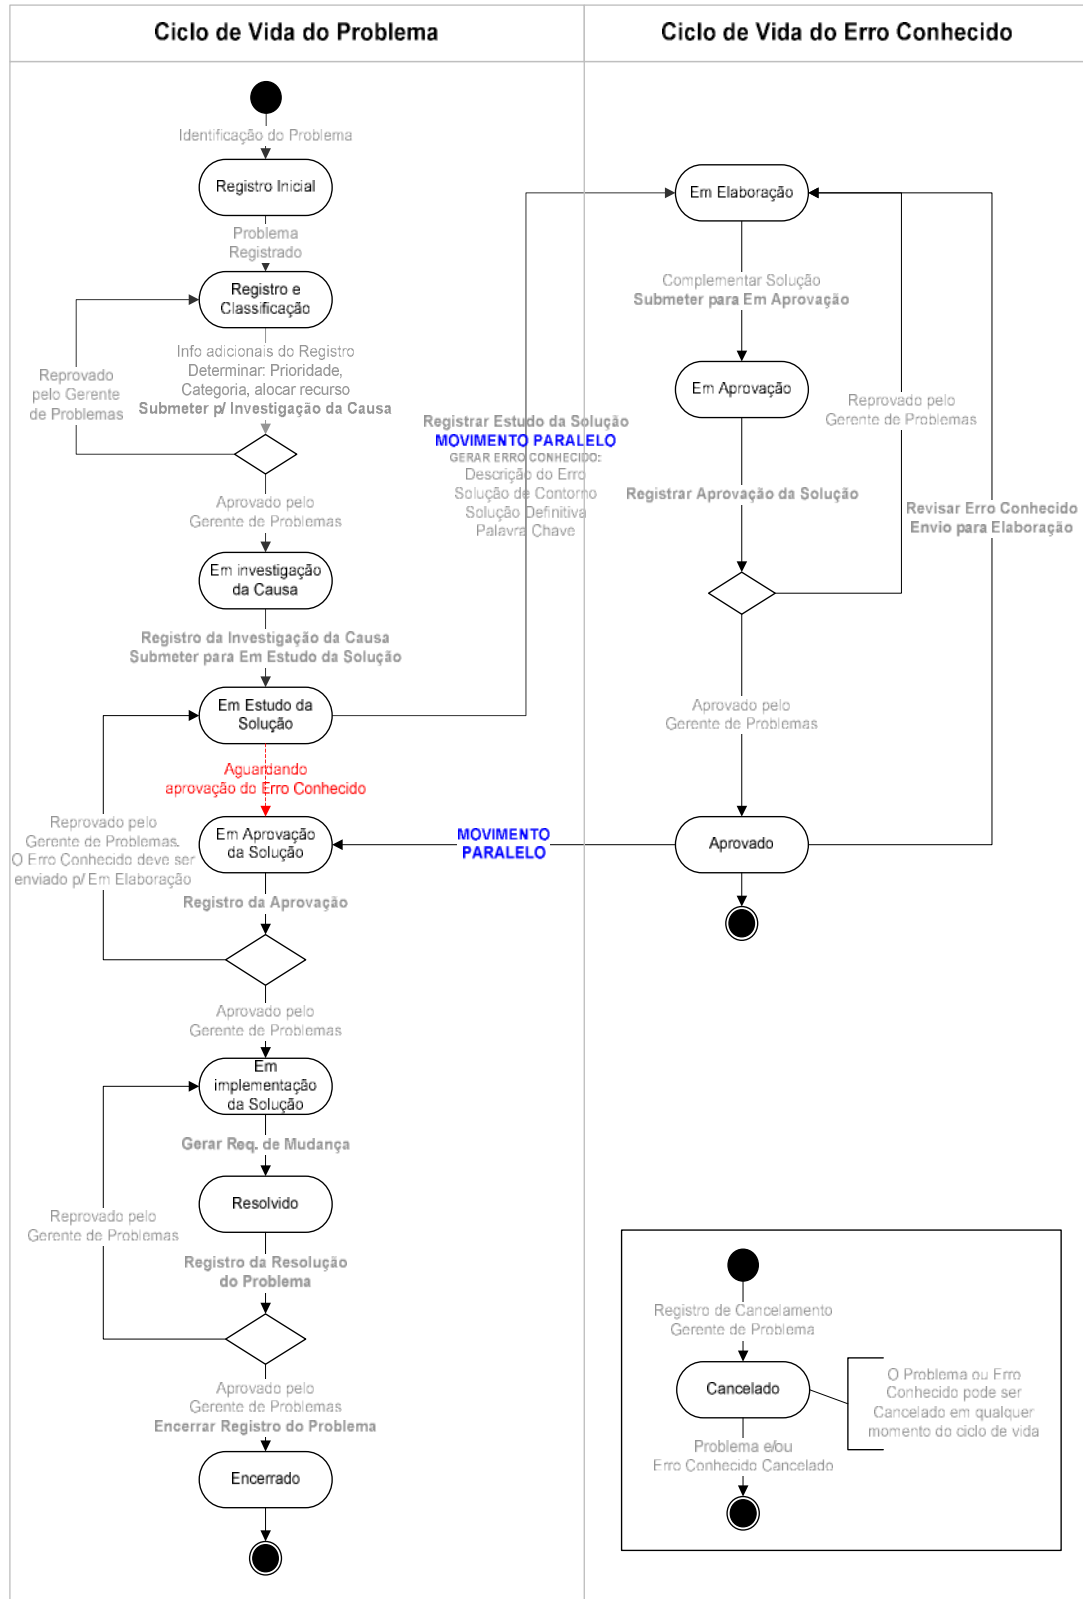 Ciclo de Vida do Problema
Identificação do Problema
Registro Inicial
Problema
Registrado
Registro e
Classificação
Info adicionais do Registro
Determinar: Prioridade,
Categoria, alocar recurso
Submeter p/ Investigação da Causa
Reprovado
pelo Gerente
de Problemas
Aprovado pelo
Gerente de Problemas
Em investigação
da Causa
Registro da Investigação da Causa
Submeter para Em Estudo da Solução
Em Estudo da
Solução
Registrar Estudo da Solução
MOVIMENTO PARALELO
GERAR ERRO CONHECIDO:
Descrição do Erro
Solução de Contorno
Solução Definitiva
Palavra Chave
Aguardando
aprovação do Erro Conhecido
Em Aprovação
da Solução
Reprovado pelo
Gerente de Problemas.
O Erro Conhecido deve ser
enviado p/ Em Elaboração
Registro da Aprovação
Aprovado pelo
Gerente de Problemas
Em
implementação
da Solução
Gerar Req. de Mudança
Resolvido
Reprovado pelo
Gerente de Problemas
Registro da Resolução
do Problema
Aprovado pelo
Gerente de Problemas
Encerrar Registro do Problema
Encerrado
Ciclo de Vida do Erro Conhecido
Em Elaboração
Complementar Solução
Submeter para Em Aprovação
Em Aprovação
Reprovado pelo
Gerente de Problemas
Registrar Aprovação da Solução
Revisar Erro Conhecido
Envio para Elaboração
Aprovado pelo
Gerente de Problemas
Aprovado
MOVIMENTO
PARALELO
Registro de Cancelamento
Gerente de Problema
Cancelado
O Problema ou Erro
Conhecido pode ser
Cancelado em qualquer
momento do ciclo de vida
Problema e/ou
Erro Conhecido Cancelado